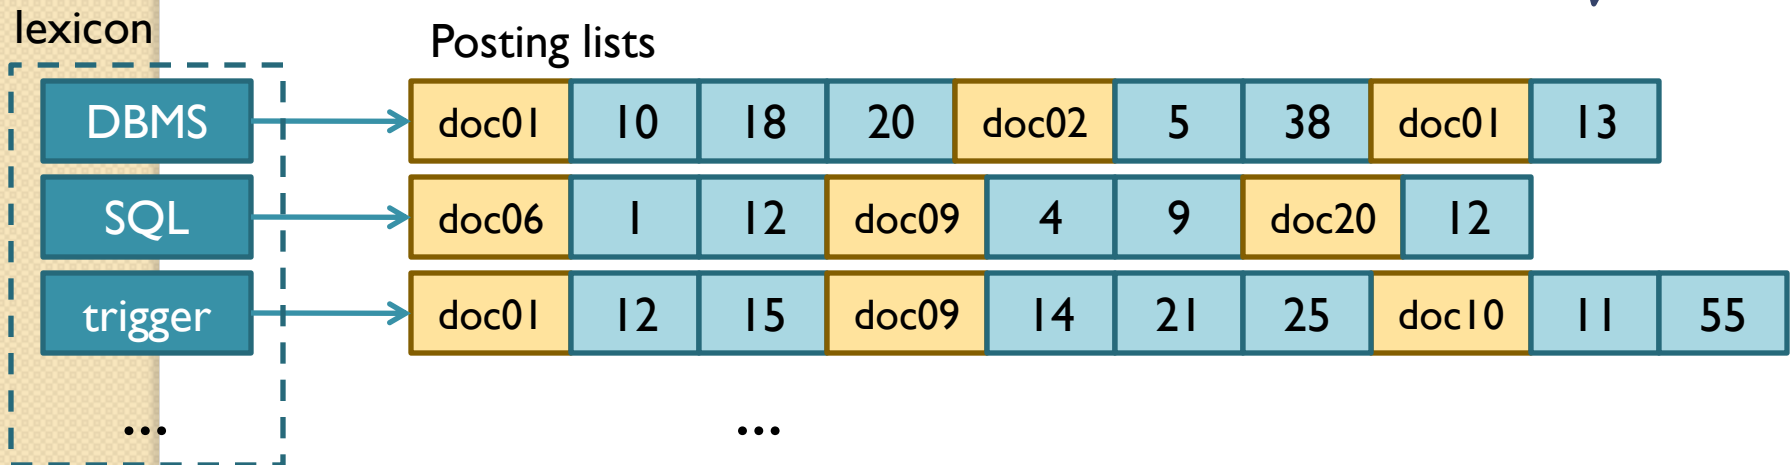 lexicon
Posting lists
DBMS doc01 10 18 20 doc02 5 38 doc01 13
SQL doc06 1 12 doc09 4 9 doc20 12
trigger doc01 12 15 doc09 14 21 25 doc10 11 55
... ...